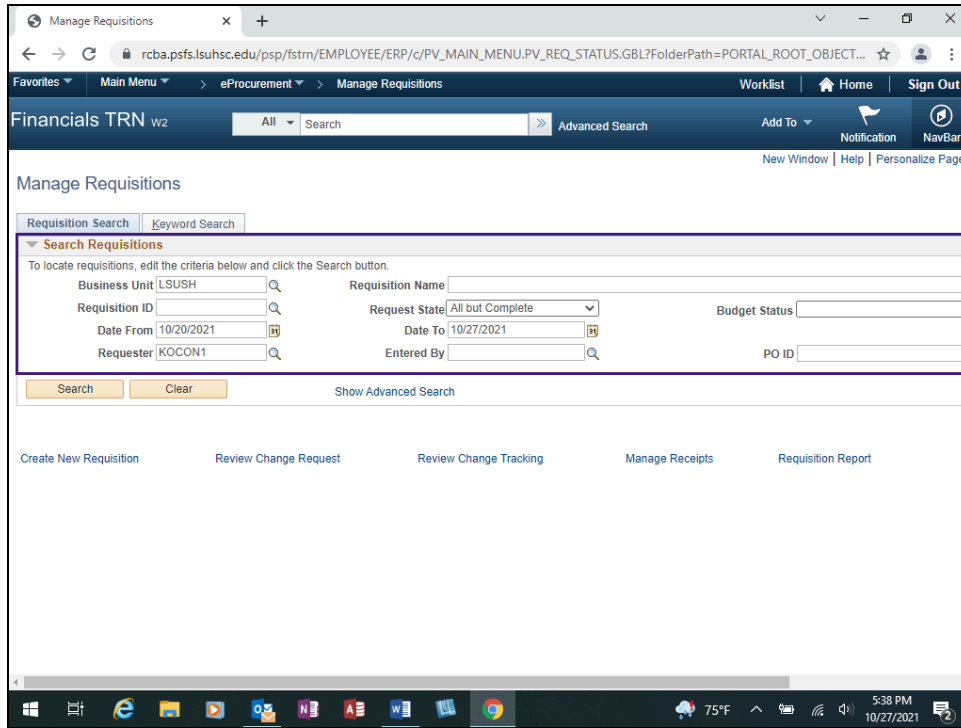 Manage Requisitions
rcba.psfs.lsuhsc.edu/psp/fstrn/EMPLOYEE/ERP/c/PV_MAIN_MENU.PV_REQ_STATUS.GBL?FolderPath=PORTAL_ROOT_OBJECT...
Favorites Main Menu > eProcurement > Manage Requisitions Worklist Home Sign Out
Financials TRN W2 All Search » Advanced Search Add To Notification NavBar
New Window | Help | Personalize Page
Manage Requisitions
Requisition Search Keyword Search
Search Requisitions
To locate requisitions, edit the criteria below and click the Search button.
Business Unit LSUSH Requisition Name
Requisition ID Request State All but Complete Budget Status
Date From 10/20/2021 Date To 10/27/2021
Requester KOCON1 Entered By PO ID
Search Clear Show Advanced Search
Create New Requisition Review Change Request Review Change Tracking Manage Receipts Requisition Report
75°F 5:38 PM
10/27/2021 2